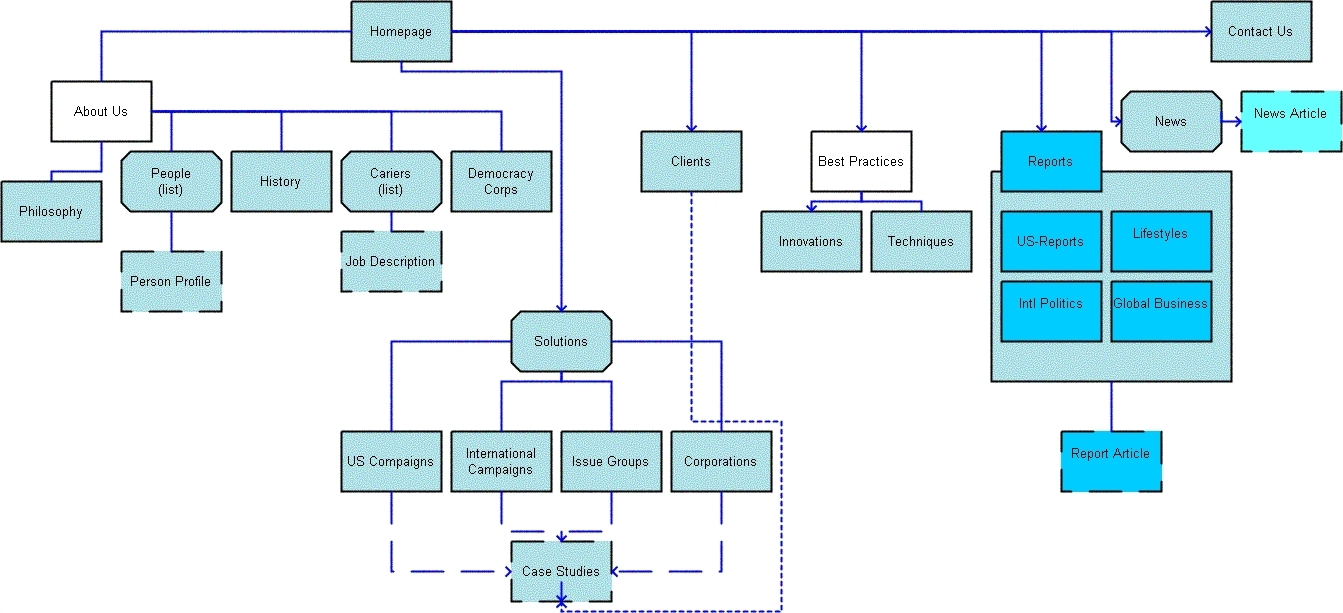 Homepage
Contact Us
About Us
News
News Article
People
(list)
History
Cariers
(list)
Democracy
Corps
Clients
Best Practices
Reports
Philosophy
Innovations
Techniques
US-Reports
Lifestyles
Person Profile
Job Description
Intl Politics
Global Business
Solutions
US Compaigns
International
Campaigns
Issue Groups
Corporations
Report Article
Case Studies